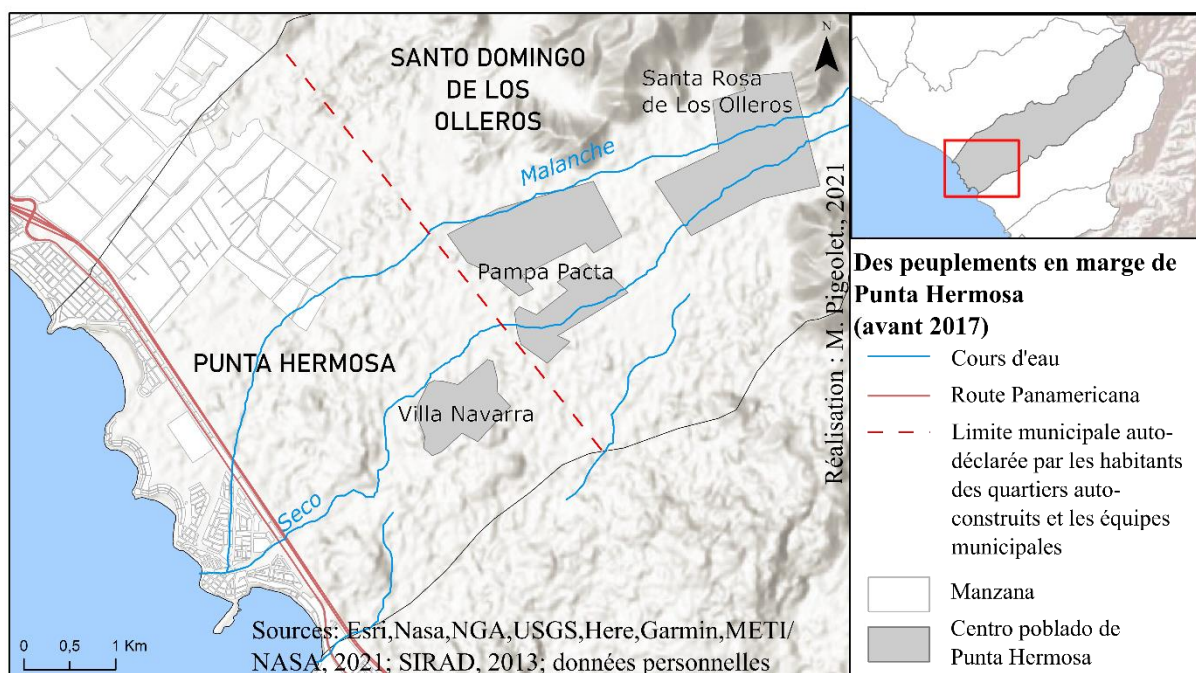 SANTO DOMINGO
DE LOS
OLLEROS
Santa Rosa
de Los Olleros
N
Malanche
Pampa Pacta
PUNTA HERMOSA
Villa Navarra
Seco
0 0,5 1 Km
Sources: Esri,Nasa,NGA,USGS,Here,Garmin,METI/
NASA, 2021; SIRAD, 2013; données personnelles
Réalisation : M. Pigeolet., 2021
Des peuplements en marge de
Punta Hermosa
(avant 2017)
Cours d'eau
Route Panamericana
Limite municipale auto-
déclarée par les habitants
des quartiers auto-
construits et les équipes
municipales
Manzana
Centro poblado de
Punta Hermosa